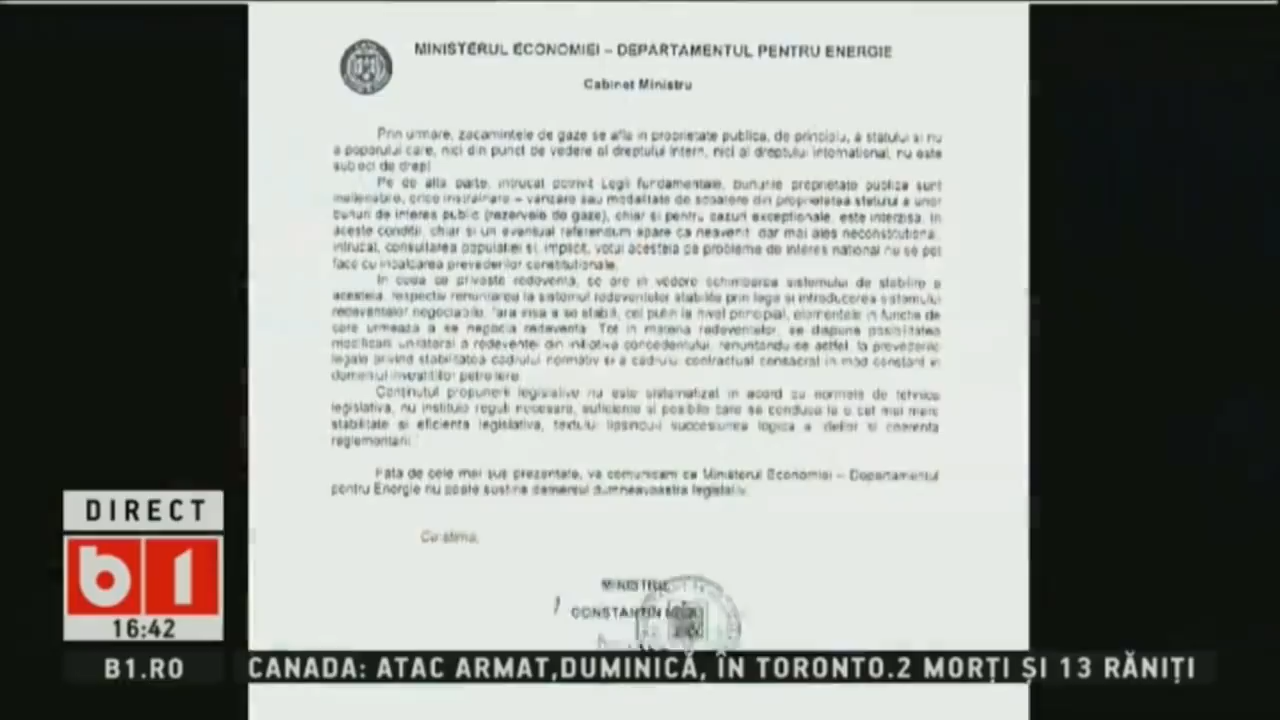 MINISTERUL ECONOMIEI – DEPARTAMENTUL PENTRU ENERGIE
Cabinet Ministru
Prin urmare, zacamintele de gaze se afla in proprietate publica, de principiu, a statului si nu
a poporului care, nici din punct de vedere al dreptului intern, nici al dreptului international, nu este
subiect de drept
Pe de alta parte, intrucat potrivit Legii fundamentale, bunurile proprietate publica sunt
inalienabile, orice instrainare – vanzare sau modalitate de scoatere din proprietatea statului a unor
bunuri de interes public (rezervele de gaze), chiar si pentru cazuri exceptionale, este interzisa. In
aceste conditii, chiar si un eventual referendum apare ca neavenit, dar mai ales neconstitutional
intrucat, consultarea populatiei si, implicit, votul acesteia pe probleme de interes national nu se pot
face cu incalcarea prevederilor constitutionale.
In ceea ce priveste redeventa, se are in vedere schimbarea sistemului de stabilire a
acesteia, respectiv renuntarea la sistemul redeventelor stabilite prin lege si introducerea sistemului
redeventelor negociabile, fara insa a se stabili, cel putin la nivel principial, elementele in functie de
care urmeaza a se negocia redeventa. Tot in materia redeventelor, se dispune posibilitatea
modificarii unilaterale a redeventei din initiativa concedentului, renuntandu-se astfel, la prevederile
legale privind stabilitatea cadrului normativ si a cadrului contractual consacrat in mod constant in
domeniul investitiilor petroliere.
Continutul propunerii legislative nu este sistematizat in acord cu normele de tehnica
legislativa, nu instituie reguli necesare, suficiente si posibile care sa conduca la o cat mai mare
stabilitate si eficienta legislativa, textului lipsindu-i succesiunea logica a ideilor si coerenta
reglementarii.
Fata de cele mai sus prezentate, va comunicam ca Ministerul Economiei – Departamentul
pentru Energie nu poate sustine demersul dumneavoastra legislativ.
Cu stima,
MINISTRU
CONSTANTIN
DIRECT
b1
16:42
B1.RO
CANADA: ATAC ARMAT,DUMINICĂ, ÎN TORONTO.2 MORȚI ȘI 13 RĂNIȚI